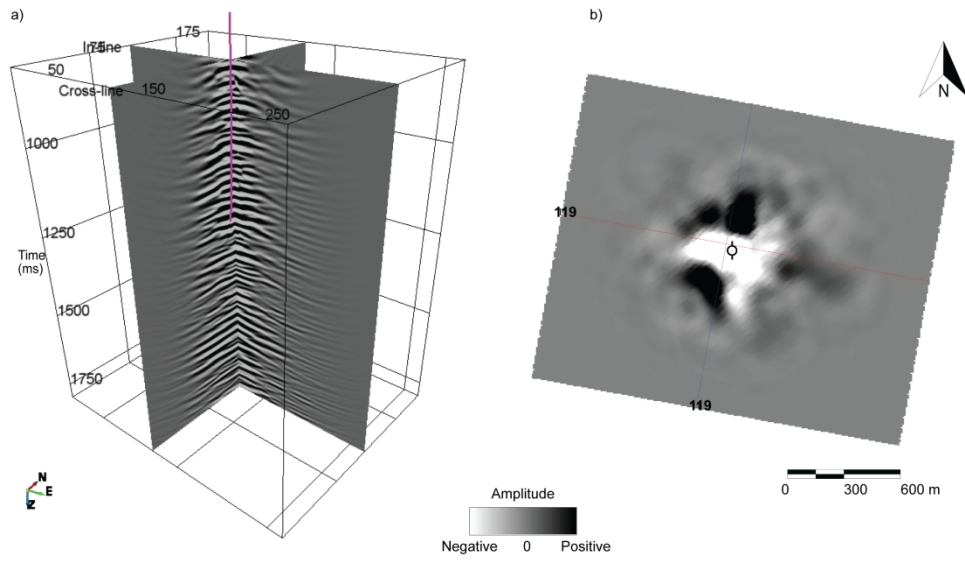 a)
175
In-line
75
50
Cross-line
150
250
1000
1250
Time
(ms)
1500
1750
N
E
Z
b)
N
119
119
0 300 600 m
Amplitude
Negative 0 Positive